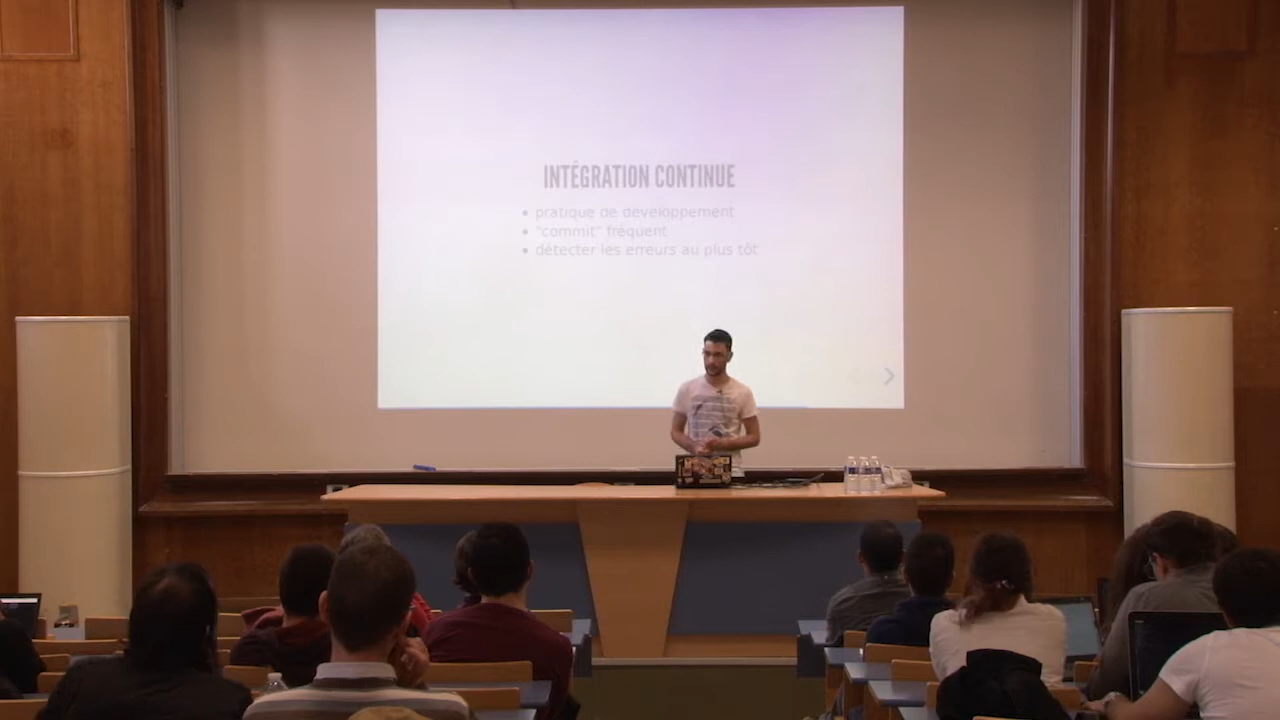 INTÉGRATION CONTINUE
• pratique de développement
• "commit" fréquent
• détecter les erreurs au plus tôt